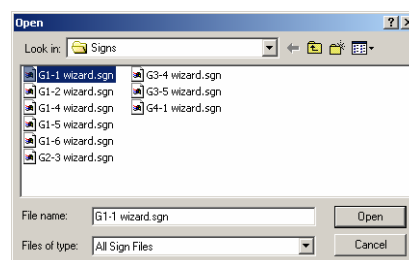 Open
Look in: Signs
G1-1 wizard.sgn G3-4 wizard.sgn
G1-2 wizard.sgn G3-5 wizard.sgn
G1-4 wizard.sgn G4-1 wizard.sgn
G1-5 wizard.sgn
G1-6 wizard.sgn
G2-3 wizard.sgn
File name: G1-1 wizard.sgn Open
Files of type: All Sign Files Cancel